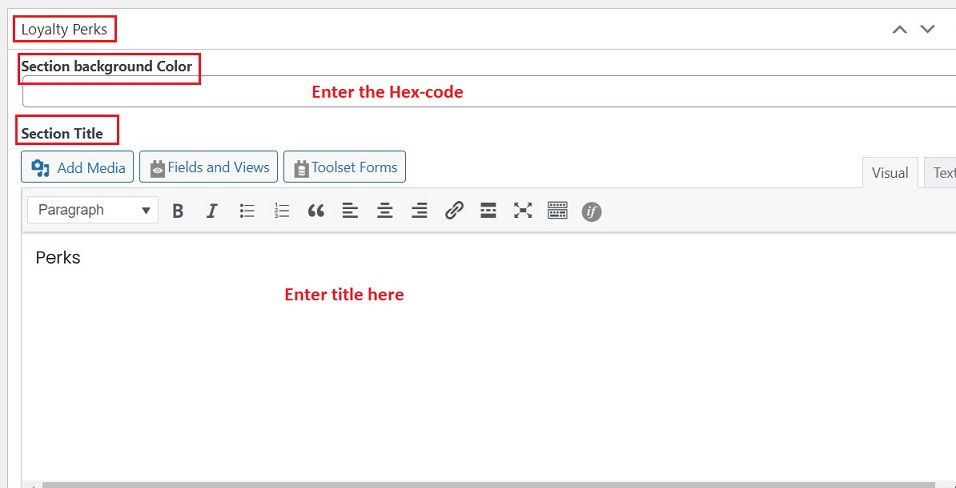 Loyalty Perks
Section background Color
Enter the Hex-code
Section Title
Add Media Fields and Views Toolset Forms
Visual Text
Paragraph B I if
Perks
Enter title here